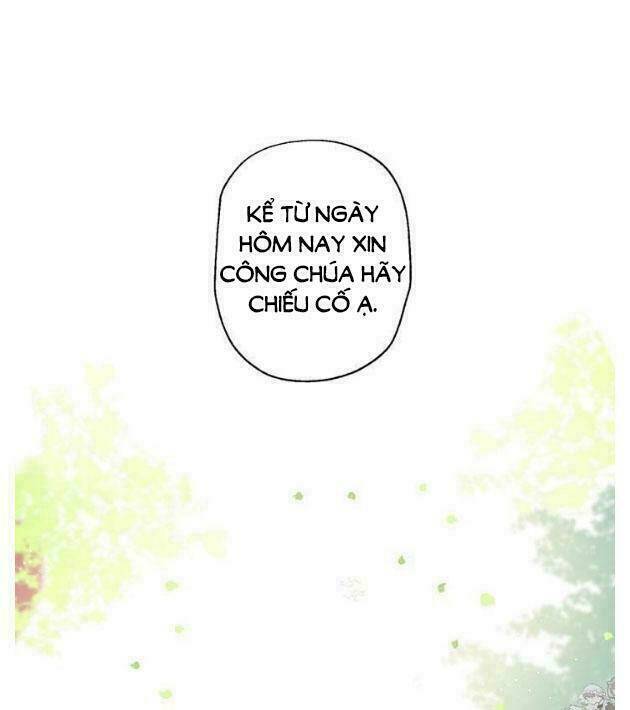 KỂ TỪ NGÀY
HÔM NAY XIN
CÔNG CHÚA HÃY
CHIẾU CỐ Ạ.